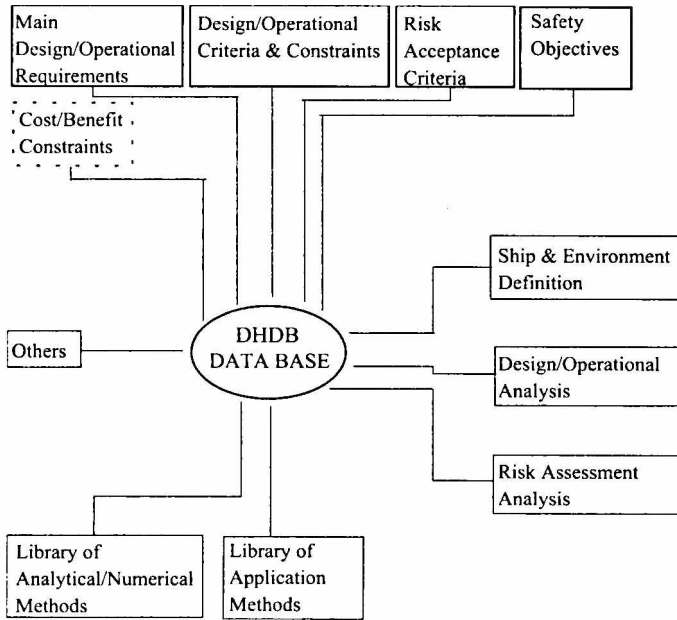 Main
Design/Operational
Requirements
Design/Operational
Criteria & Constraints
Risk
Acceptance
Criteria
Safety
Objectives
Cost/Benefit
Constraints
Ship & Environment
Definition
Others
DHDB
DATA BASE
Design/Operational
Analysis
Risk Assessment
Analysis
Library of
Analytical/Numerical
Methods
Library of
Application
Methods